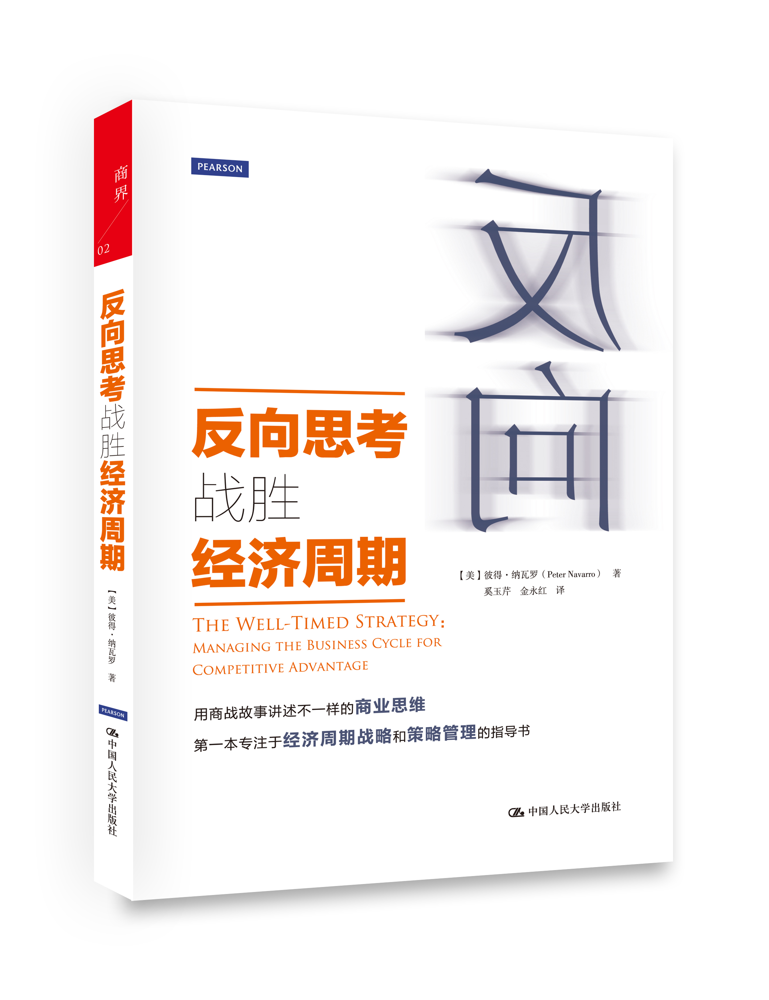 商界
02
反向思考战胜经济周期
【美】彼得·纳瓦罗 著
PEARSON
中国人民大学出版社
PEARSON
反向
反向思考
战胜
经济周期
【美】彼得·纳瓦罗（Peter Navarro） 著
奚玉芹 金永红 译
THE WELL-TIMED STRATEGY:
MANAGING THE BUSINESS CYCLE FOR
COMPETITIVE ADVANTAGE
用商战故事讲述不一样的商业思维
第一本专注于经济周期战略和策略管理的指导书
中国人民大学出版社